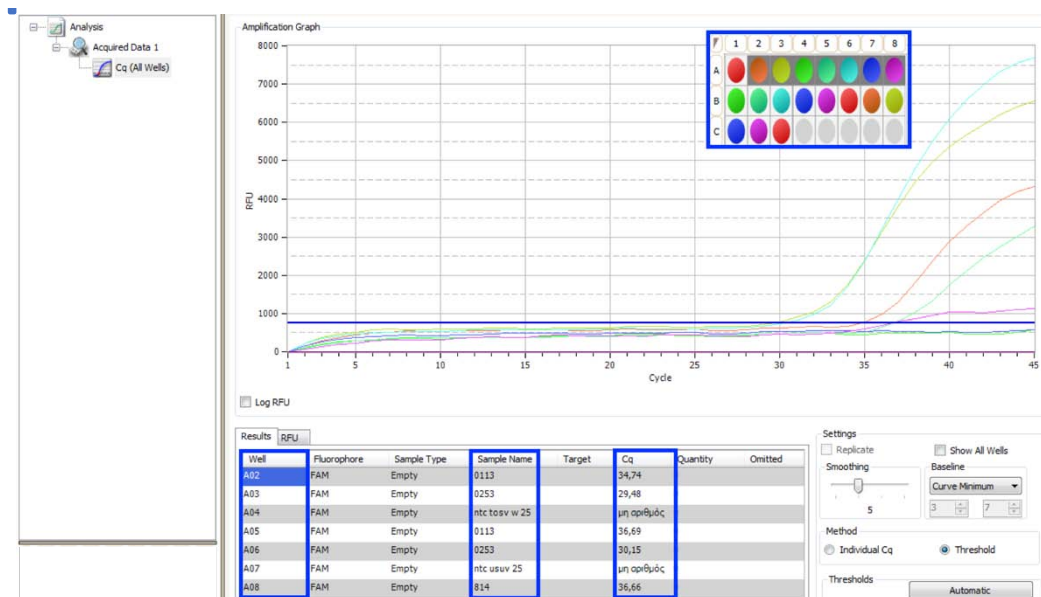 Analysis
Acquired Data 1
Cq (All Wells)
Amplification Graph
8000
7000
6000
5000
4000
3000
2000
1000
0
RFU
1 5 10 15 20 25 30 35 40 45
Cycle
1 2 3 4 5 6 7 8
A
B
C
Log RFU
Results RFU
Well Fluorophore Sample Type Sample Name Target Cq Quantity Omitted
A02 FAM Empty 0113 34,74
A03 FAM Empty 0253 29,48
A04 FAM Empty ntc tosv w 25 μη αριθμός
A05 FAM Empty 0113 36,69
A06 FAM Empty 0253 30,15
A07 FAM Empty ntc usuv 25 μη αριθμός
A08 FAM Empty 814 36,66
Settings
Replicate Show All Wells
Smoothing
5
Baseline
Curve Minimum
3 7
Method
Individual Cq Threshold
Thresholds
Automatic